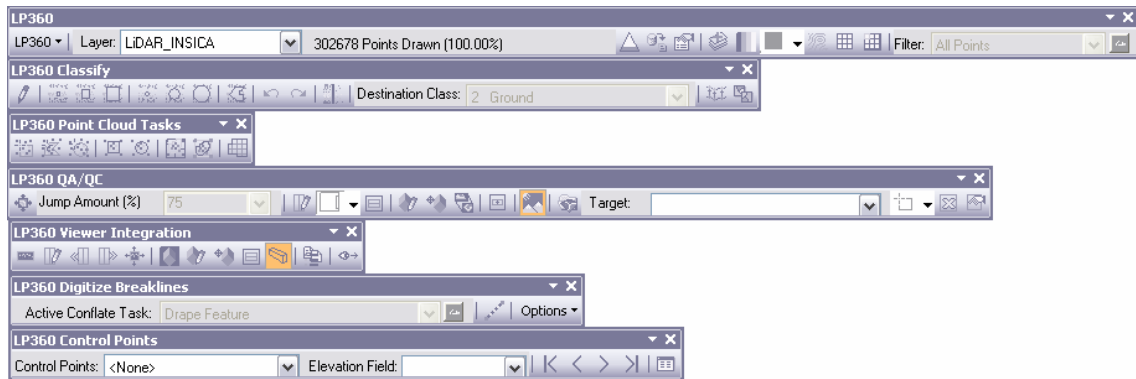 LP360
LP360 Layer: LiDAR_INSICA 302678 Points Drawn (100.00%) Filter: All Points
LP360 Classify
Destination Class: 2 Ground
LP360 Point Cloud Tasks
LP360 QA/QC
Jump Amount (%) 75 Target:
LP360 Viewer Integration
LP360 Digitize Breaklines
Active Conflate Task: Drape Feature Options
LP360 Control Points
Control Points: <None> Elevation Field: